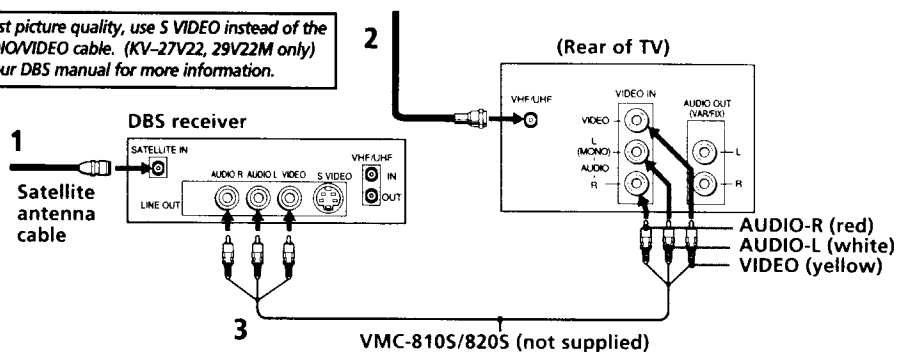 st picture quality, use S VIDEO instead of the
IO/VIDEO cable. (KV–27V22, 29V22M only)
ur DBS manual for more information.
2
(Rear of TV)
VHF/UHF
VIDEO IN
VIDEO
L
(MONO)
AUDIO
R
AUDIO OUT
(VAR/FIX)
L
R
1
DBS receiver
SATELLITE IN
AUDIO R AUDIO L VIDEO S VIDEO
VHF/UHF
IN
OUT
LINE OUT
Satellite
antenna
cable
AUDIO-R (red)
AUDIO-L (white)
VIDEO (yellow)
3
VMC-810S/820S (not supplied)